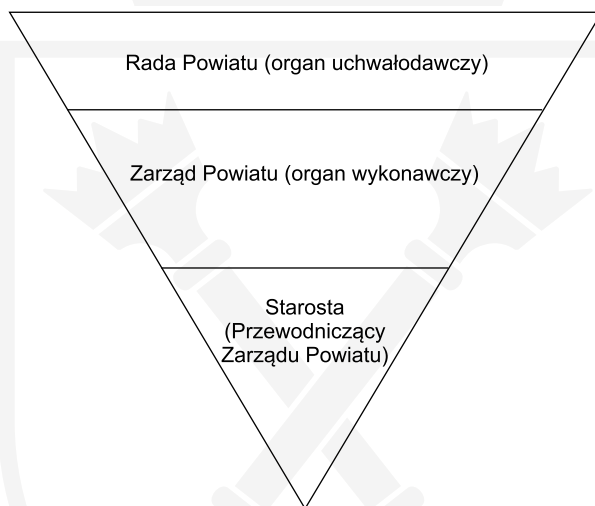 Rada Powiatu (organ uchwałodawczy)
Zarząd Powiatu (organ wykonawczy)
Starosta
(Przewodniczący
Zarządu Powiatu)